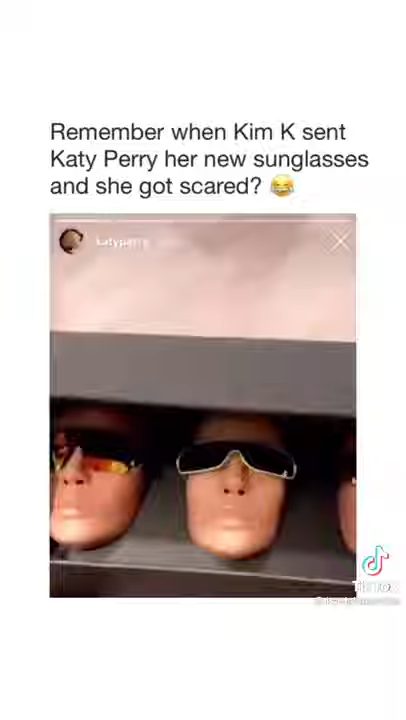 Remember when Kim K sent
Katy Perry her new sunglasses
and she got scared? 😂
katyperry
TikTok